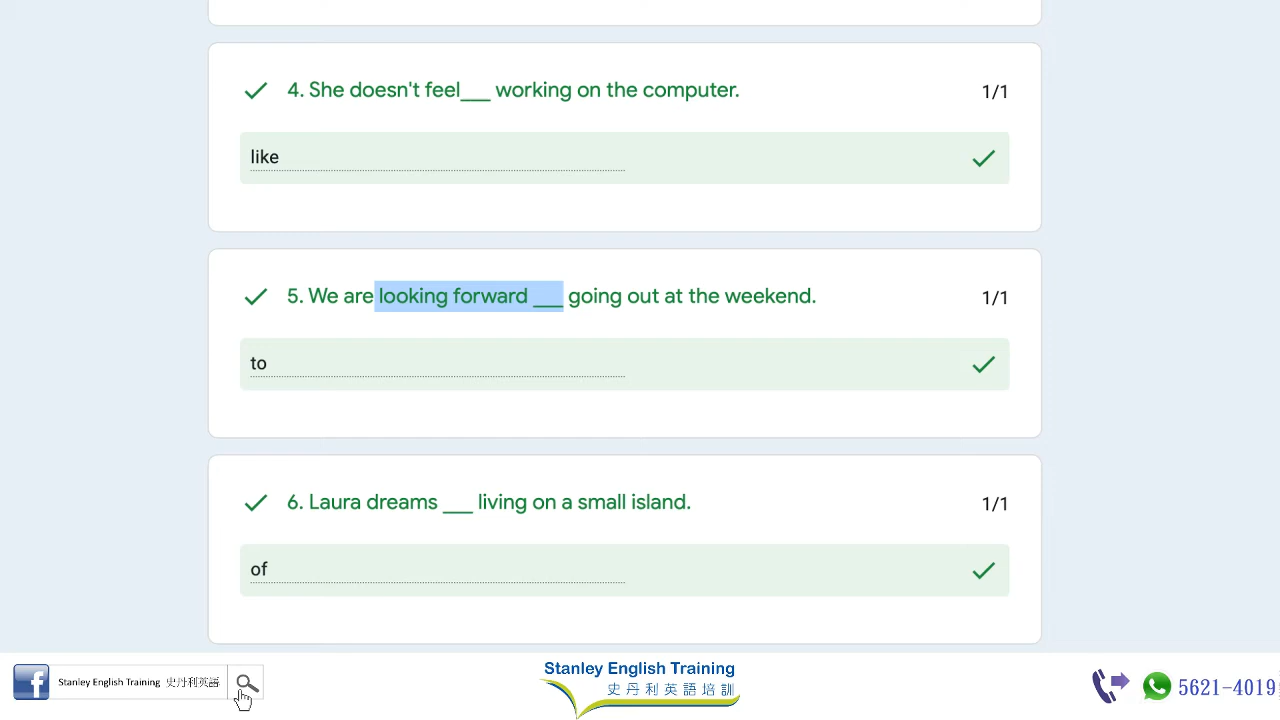 4. She doesn't feel___ working on the computer.
1/1
like
5. We are looking forward ___ going out at the weekend.
1/1
to
6. Laura dreams ___ living on a small island.
1/1
of
Stanley English Training 史丹利英語
Stanley English Training
史丹利英語培訓
5621-4019